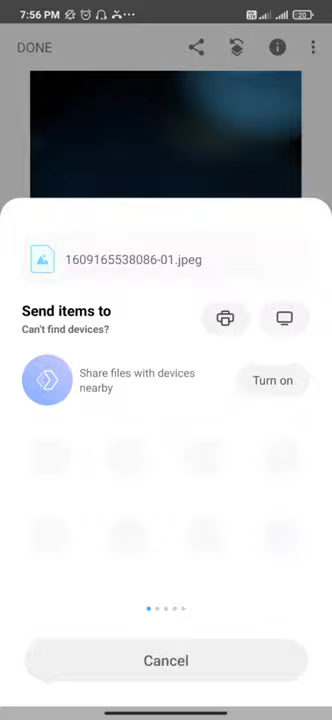 7:56 PM
20
DONE
1609165538086-01.jpeg
Send items to
Can't find devices?
Share files with devices
nearby
Turn on
Cancel